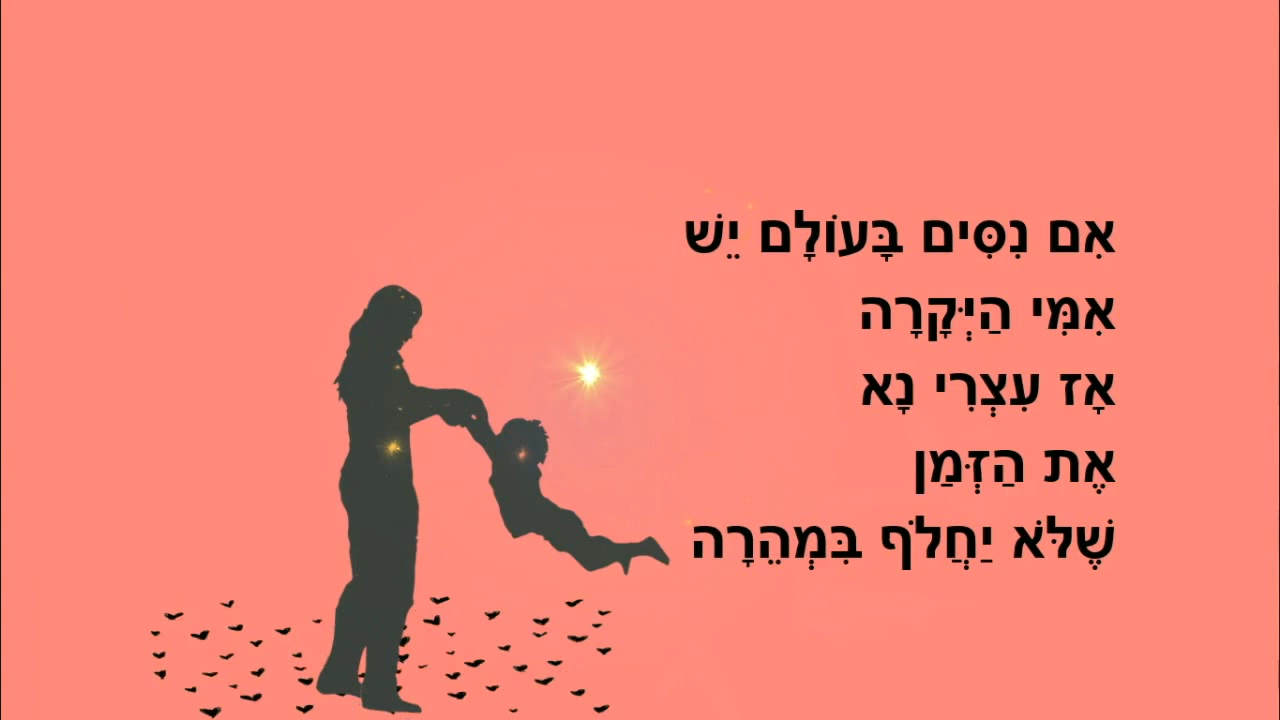 אִם נִסִּים בָּעוֹלָם יֵשׁ
אִמִּי הַיְּקָרָה
אָז עִצְרִי נָא
אֶת הַזְּמַן
שֶׁלֹּא יַחֲלֹף בִּמְהֵרָה